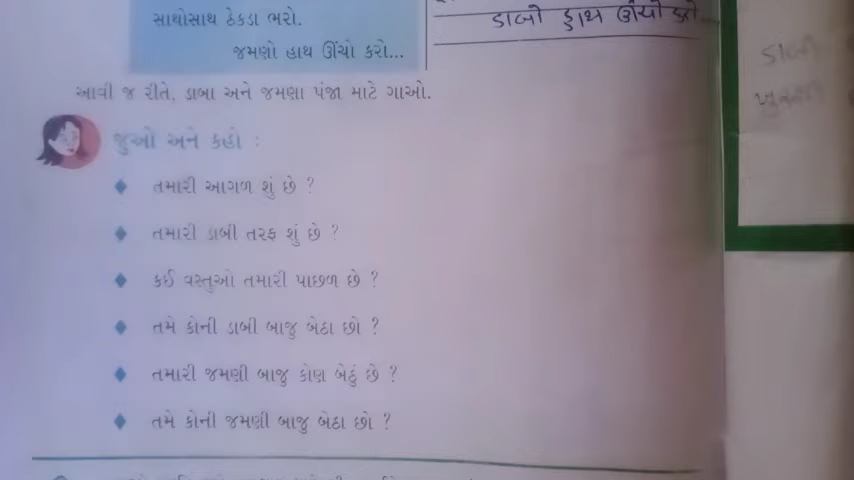 સાથોસાથ ઠેકડા ભરો.
જમણો હાથ ઊંચો કરો...
ડાબો હાથ ઊંચો કરો
આવી જ રીતે, ડાબા અને જમણા પંજા માટે ગાઓ.
જુઓ અને કહો :
તમારી આગળ શું છે ?
તમારી ડાબી તરફ શું છે ?
કઈ વસ્તુઓ તમારી પાછળ છે ?
તમે કોની ડાબી બાજુ બેઠા છો ?
તમારી જમણી બાજુ કોણ બેઠું છે ?
તમે કોની જમણી બાજુ બેઠા છો ?